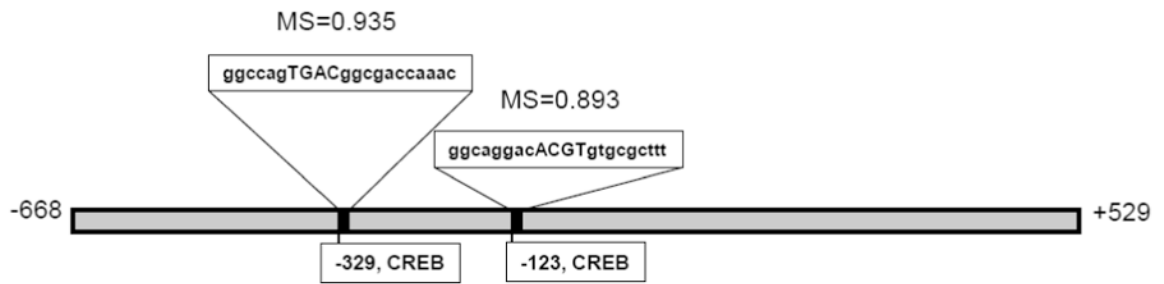 MS=0.935
ggccagTGACggcgaccaaac
MS=0.893
ggcaggacACGTgtgcgcttt
-668
+529
-329, CREB
-123, CREB